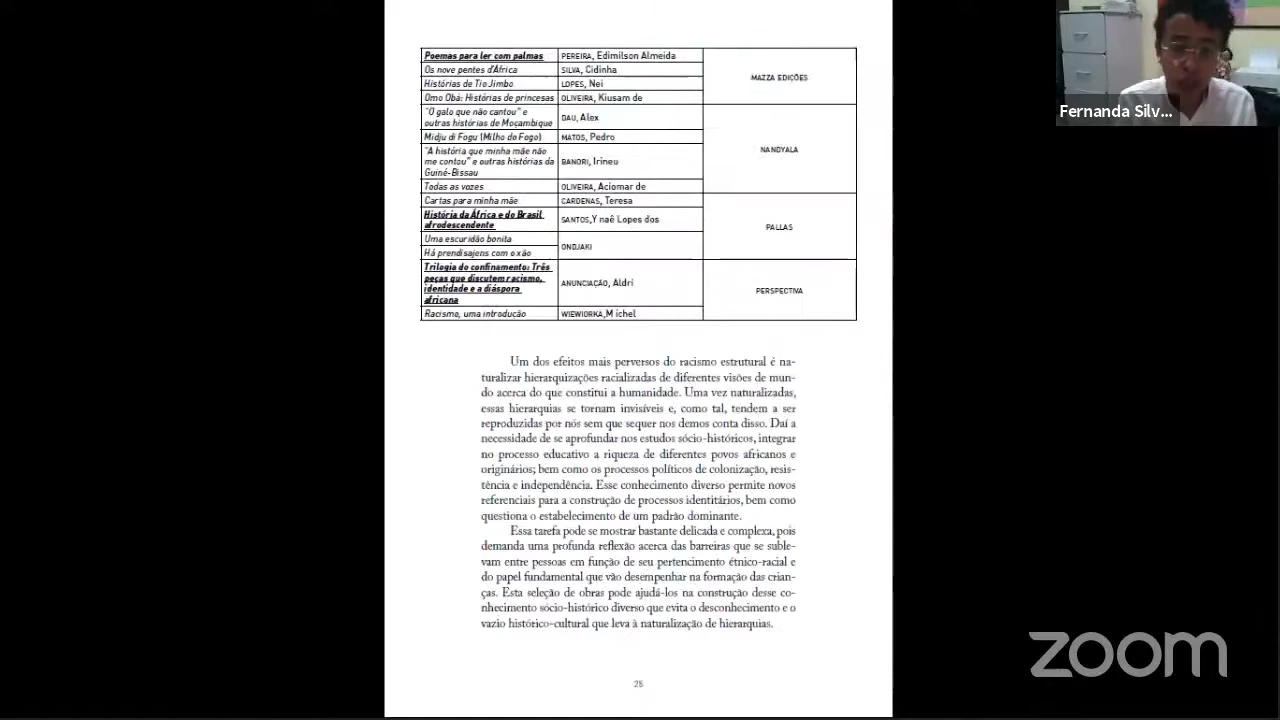 Poemas para ler com palmas
PEREIRA, Edimilson Almeida
Os nove pentes d'África
SILVA, Cidinha
Histórias de Tio Jimbo
LOPES, Nei
Omo Obá: Histórias de princesas
OLIVEIRA, Kiusam de
MAZZA EDIÇÕES
"O galo que não cantou" e
outras histórias de Moçambique
DAU, Alex
Midju di Fogu (Milho do Fogo)
MATOS, Pedro
"A história que minha mãe não
me contou" e outras histórias da
Guiné-Bissau
BANORI, Irineu
Todas as vozes
OLIVEIRA, Aciomar de
NANDYALA
Cartas para minha mãe
CARDENAS, Teresa
História da África e do Brasil
afrodescendente
SANTOS,Y naê Lopes dos
Uma escuridão bonita
Há prendisajens com o xão
ONDJAKI
PALLAS
Trilogia do confinamento: Três
peças que discutem racismo,
identidade e a diáspora
africana
ANUNCIAÇÃO, Aldri
Racismo, uma introdução
WIEWIORKA,M ichel
PERSPECTIVA
Um dos efeitos mais perversos do racismo estrutural é na-
turalizar hierarquizações racializadas de diferentes visões de mun-
do acerca do que constitui a humanidade. Uma vez naturalizadas,
essas hierarquias se tornam invisíveis e, como tal, tendem a ser
reproduzidas por nós sem que sequer nos demos conta disso. Daí a
necessidade de se aprofundar nos estudos sócio-históricos, integrar
no processo educativo a riqueza de diferentes povos africanos e
originários; bem como os processos políticos de colonização, resis-
tência e independência. Esse conhecimento diverso permite novos
referenciais para a construção de processos identitários, bem como
questiona o estabelecimento de um padrão dominante.
Essa tarefa pode se mostrar bastante delicada e complexa, pois
demanda uma profunda reflexão acerca das barreiras que se suble-
vam entre pessoas em função de seu pertencimento étnico-racial e
do papel fundamental que vão desempenhar na formação das crian-
ças. Esta seleção de obras pode ajudá-los na construção desse co-
nhecimento sócio-histórico diverso que evita o desconhecimento e o
vazio histórico-cultural que leva à naturalização de hierarquias.
25
Fernanda Silv...
zoom